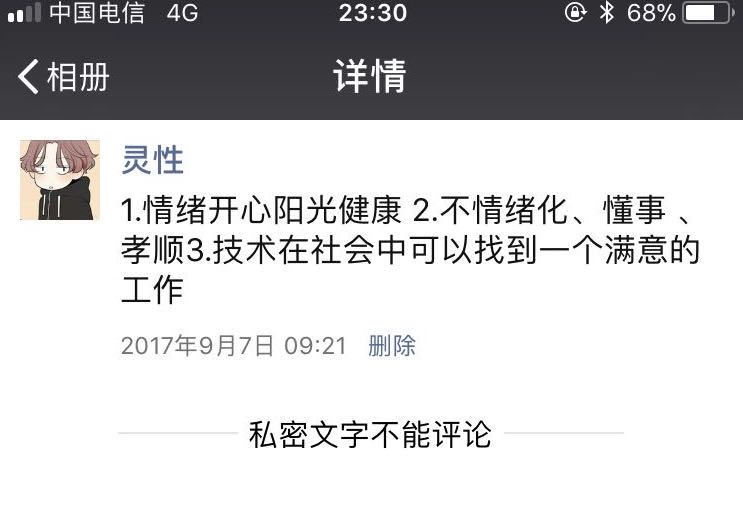 中国电信 4G 23:30 68%
相册 详情
灵性
1.情绪开心阳光健康 2.不情绪化、懂事 、
孝顺3.技术在社会中可以找到一个满意的
工作
2017年9月7日 09:21 删除
私密文字不能评论